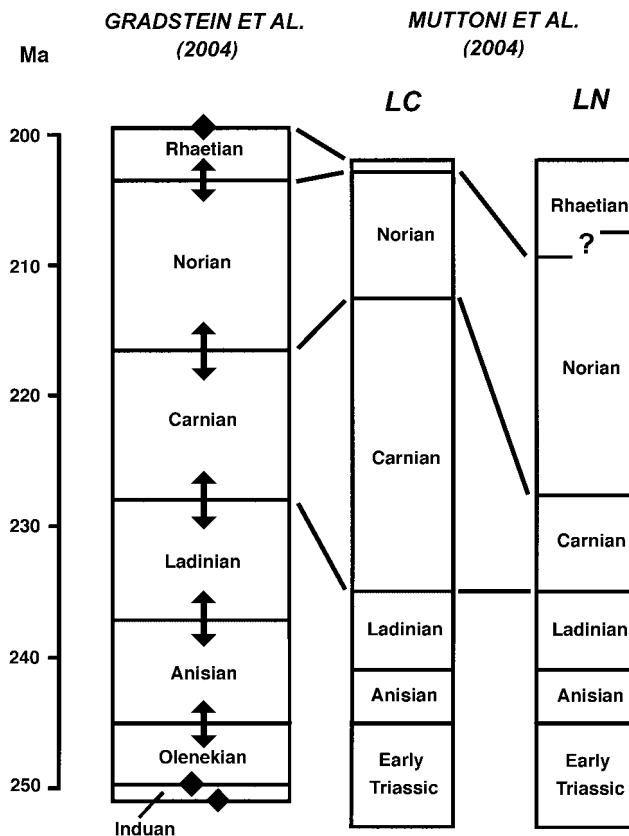 GRADSTEIN ET AL.
(2004)
MUTTONI ET AL.
(2004)
Ma
LC
LN
200
210
220
230
240
250
Rhaetian
Norian
Carnian
Ladinian
Anisian
Olenekian
Induan
Norian
Carnian
Ladinian
Anisian
Early
Triassic
Rhaetian
?
Norian
Carnian
Ladinian
Anisian
Early
Triassic